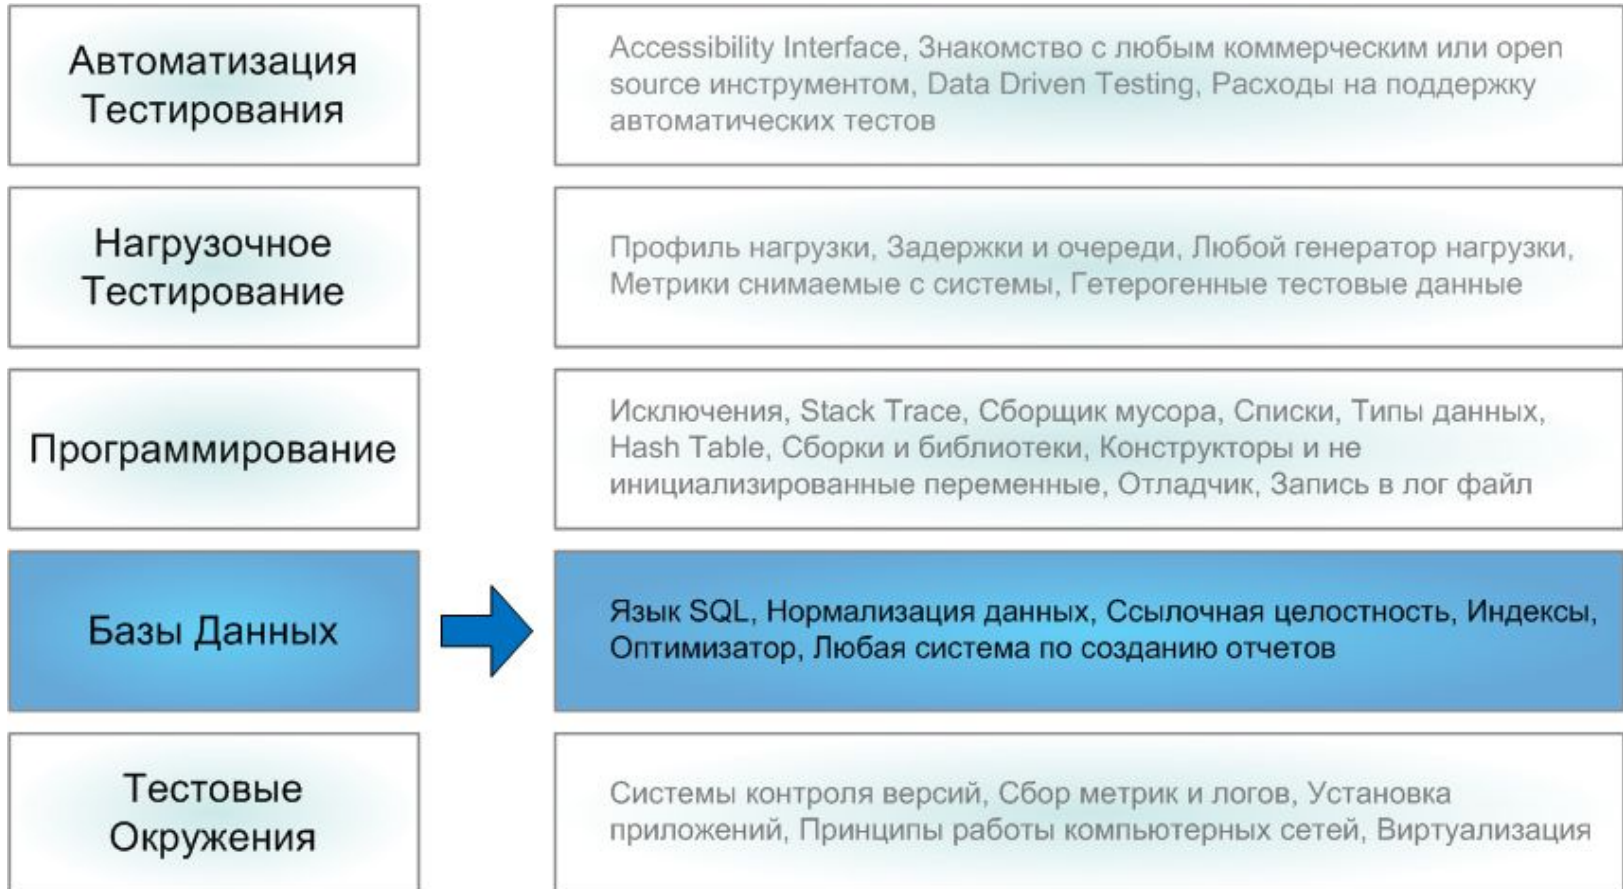 Автоматизация
Тестирования
Accessibility Interface, Знакомство с любым коммерческим или open
source инструментом, Data Driven Testing, Расходы на поддержку
автоматических тестов
Нагрузочное
Тестирование
Профиль нагрузки, Задержки и очереди, Любой генератор нагрузки,
Метрики снимаемые с системы, Гетерогенные тестовые данные
Программирование
Исключения, Stack Trace, Сборщик мусора, Списки, Типы данных,
Hash Table, Сборки и библиотеки, Конструкторы и не
инициализированные переменные, Отладчик, Запись в лог файл
Базы Данных
Язык SQL, Нормализация данных, Ссылочная целостность, Индексы,
Оптимизатор, Любая система по созданию отчетов
Тестовые
Окружения
Системы контроля версий, Сбор метрик и логов, Установка
приложений, Принципы работы компьютерных сетей, Виртуализация